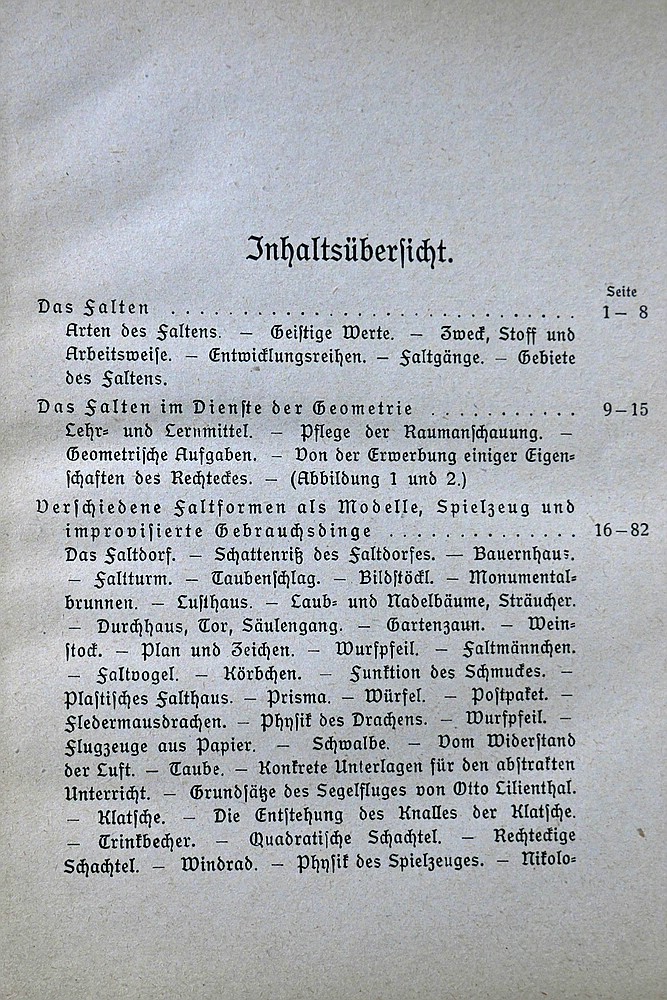 Inhaltsübersicht.
Seite
Das Falten . . . . . . . . . . . . . . . . . . . . . . . . . . . 1–8
Arten des Faltens. – Geistige Werte. – Zweck, Stoff und
Arbeitsweise. – Entwicklungsreihen. – Faltgänge. – Gebiete
des Faltens.
Das Falten im Dienste der Geometrie . . . . . . . . . . 9–15
Lehr- und Lernmittel. – Pflege der Raumanschauung. –
Geometrische Aufgaben. – Von der Erwerbung einiger Eigen-
schaften des Rechteckes. – (Abbildung 1 und 2.)
Verschiedene Faltformen als Modelle, Spielzeug und
improvisierte Gebrauchsdinge . . . . . . . . . . . . . 16–82
Das Faltdorf. – Schattenriß des Faltdorfes. – Bauernhaus.
– Faltturm. – Taubenschlag. – Bildstöckl. – Monumental-
brunnen. – Lusthaus. – Laub- und Nadelbäume, Sträucher.
– Durchhaus, Tor, Säulengang. – Gartenzaun. – Wein-
stock. – Plan und Zeichen. – Wurfpfeil. – Faltmännchen.
– Faltvogel. – Körbchen. – Funktion des Schmuckes. –
Plastisches Falthaus. – Prisma. – Würfel. – Postpaket. –
Fledermausdrachen. – Physik des Drachens. – Wurfpfeil. –
Flugzeuge aus Papier. – Schwalbe. – Vom Widerstand
der Luft. – Taube. – Konkrete Unterlagen für den abstrakten
Unterricht. – Grundsätze des Segelfluges von Otto Lilienthal.
– Klatsche. – Die Entstehung des Knalles der Klatsche.
– Trinkbecher. – Quadratische Schachtel. – Rechteckige
Schachtel. – Windrad. – Physik des Spielzeuges. – Nikolo-